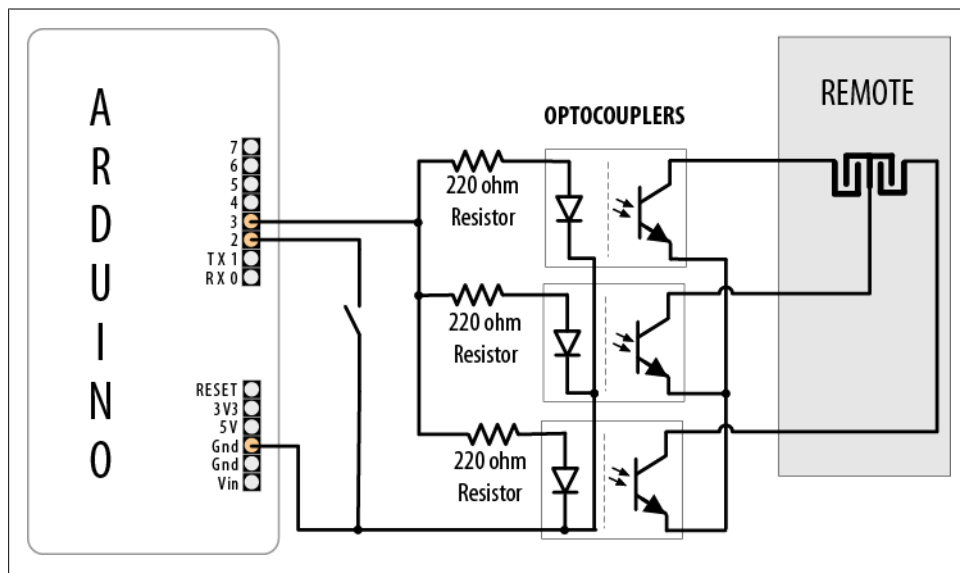 ARDUINO
7
6
5
4
3
2
TX 1
RX 0
RESET
3V3
5V
Gnd
Gnd
Vin
OPTOCOUPLERS
REMOTE
220 ohm
Resistor
220 ohm
Resistor
220 ohm
Resistor